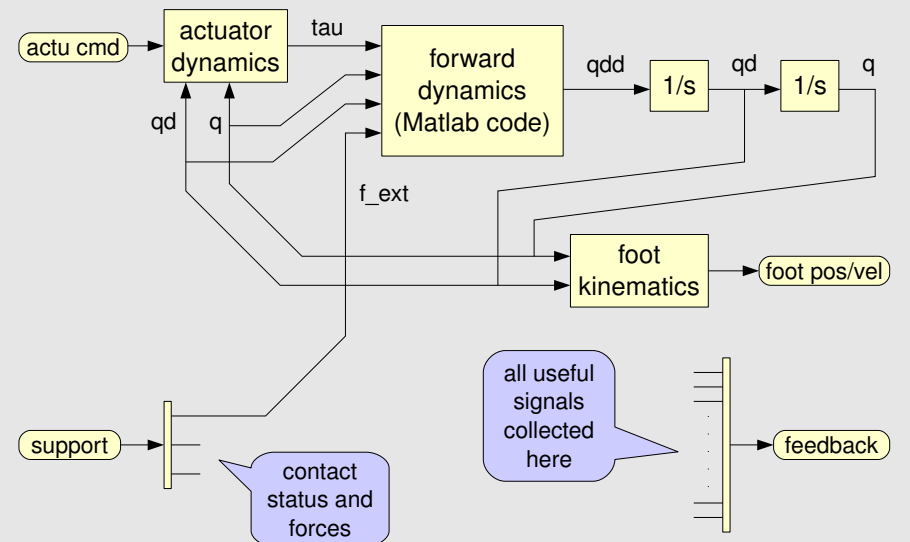 actu cmd
actuator
dynamics
tau
forward
dynamics
(Matlab code)
qdd
1/s
qd
1/s
q
qd
q
f_ext
foot
kinematics
foot pos/vel
support
contact
status and
forces
all useful
signals
collected
here
feedback